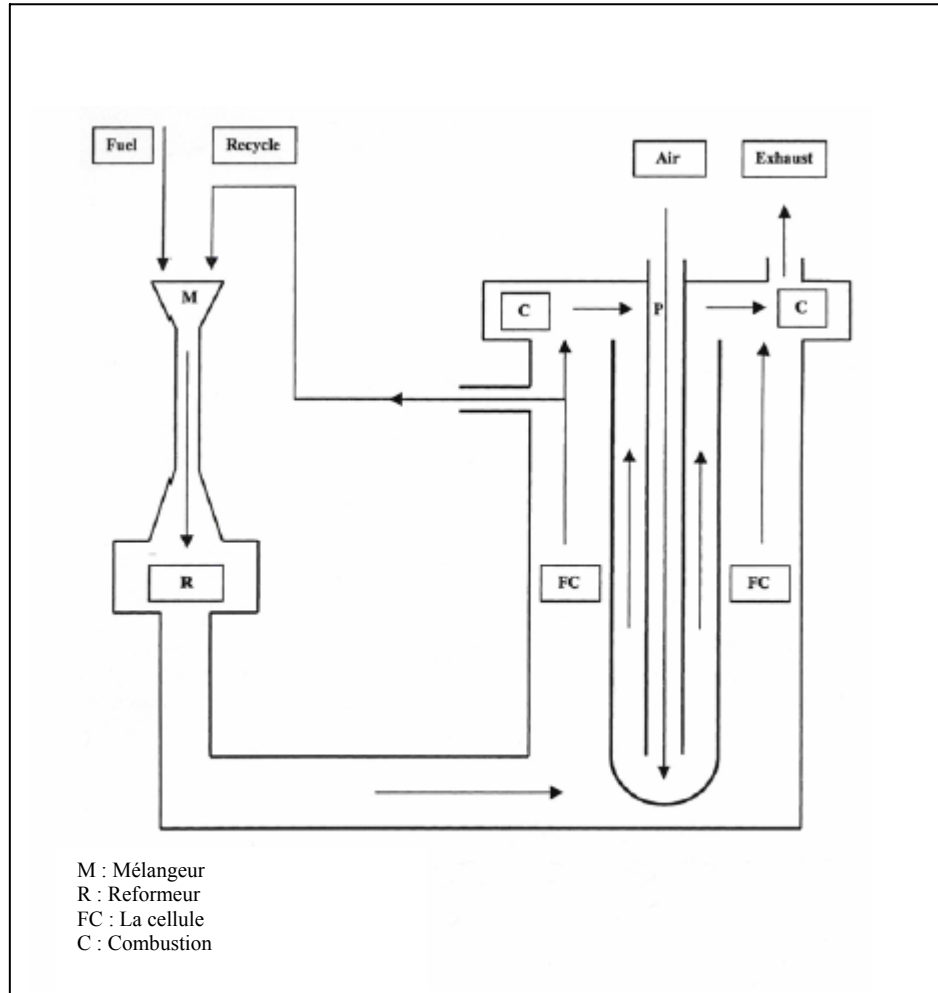 Fuel Recycle Air Exhaust
M C P C
R FC FC
M : Mélangeur
R : Reformeur
FC : La cellule
C : Combustion